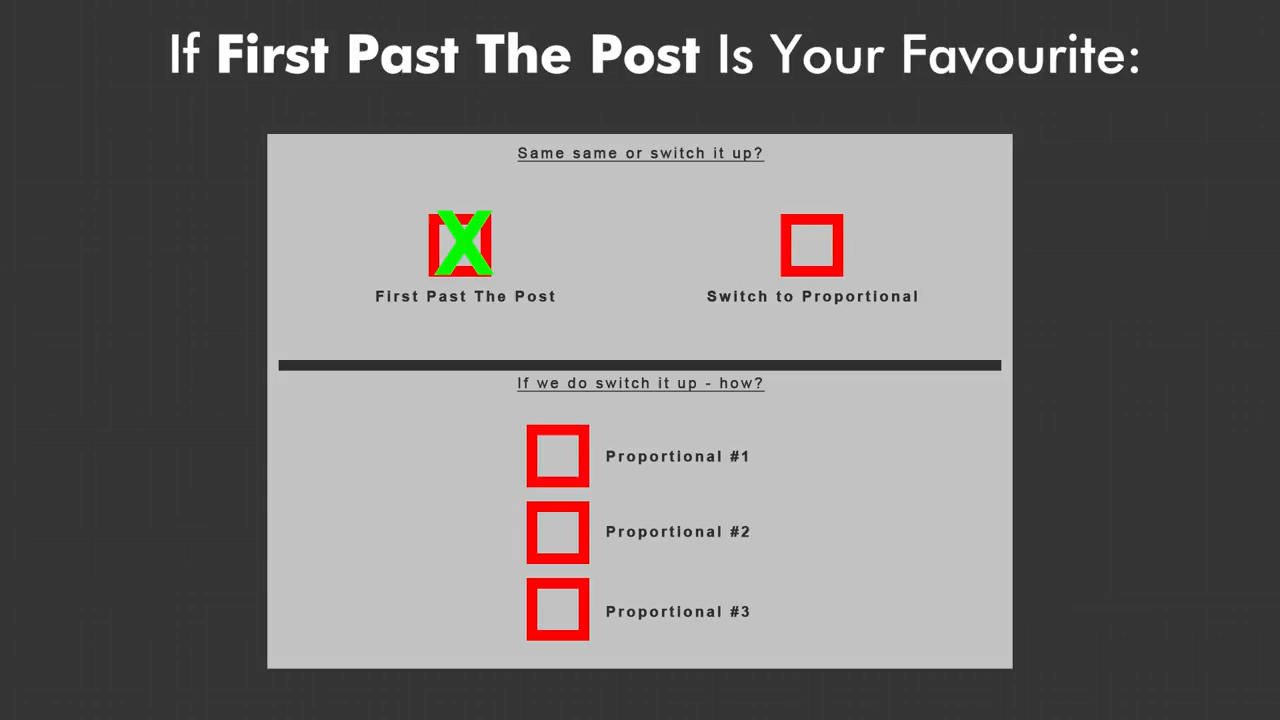 If First Past The Post Is Your Favourite:
Same same or switch it up?
X
First Past The Post
Switch to Proportional
If we do switch it up - how?
Proportional #1
Proportional #2
Proportional #3